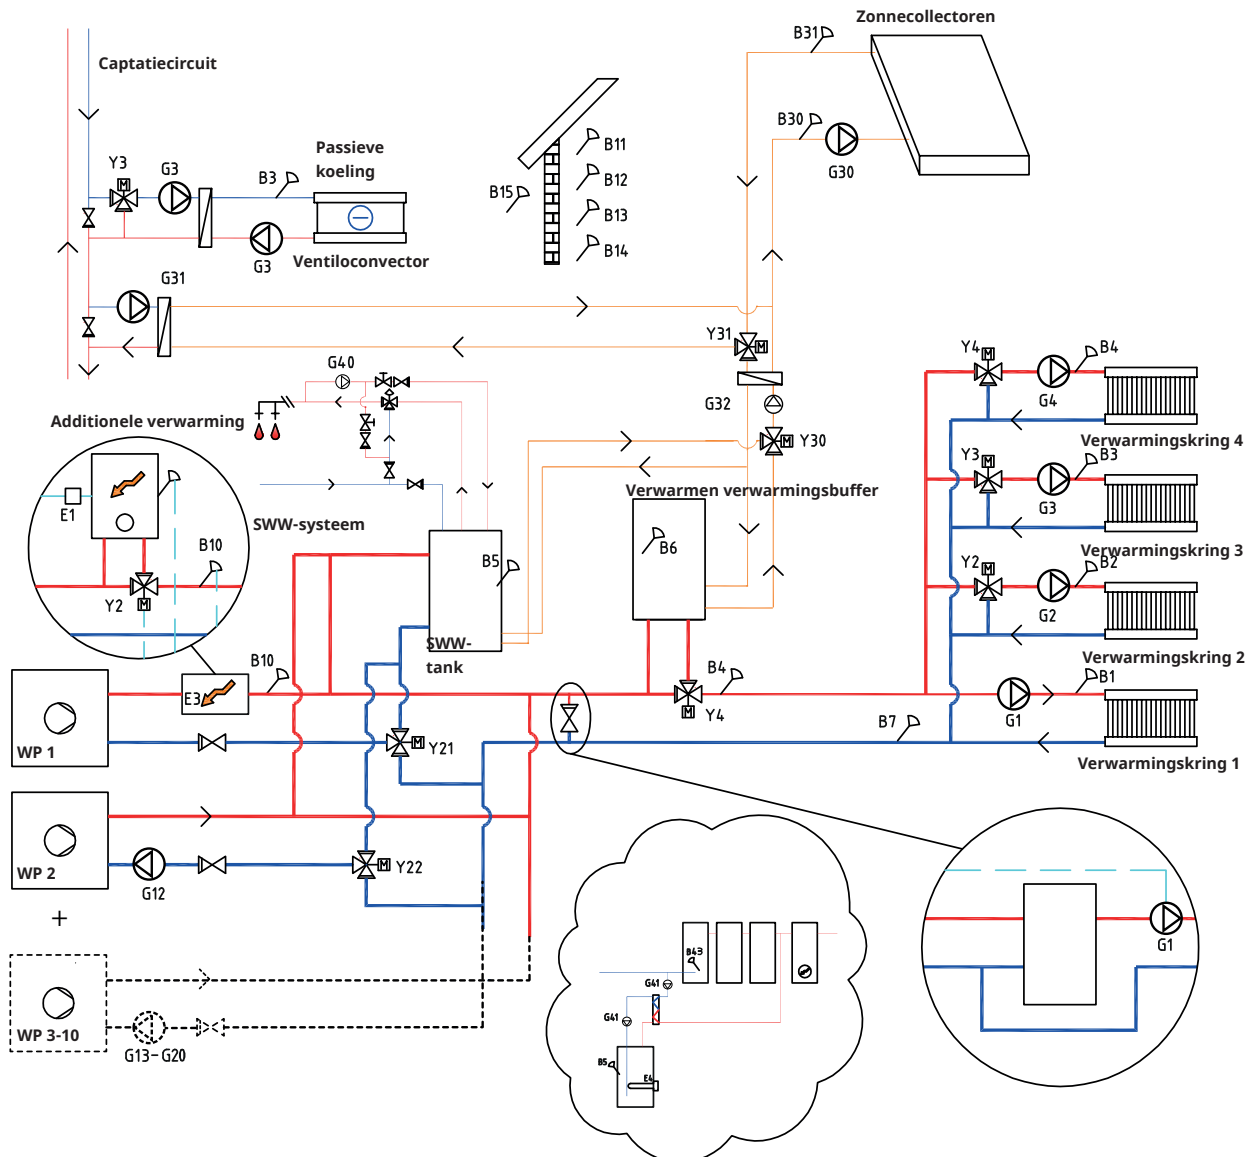 Zonnecollectoren
B31
Captatiecircuit
B30
G30
Y3
M
G3
B3
Passieve
koeling
G3
Ventiloconvector
B15
B11
B12
B13
B14
G31
Y31
M
G32
Y30
M
G40
Additionele verwarming
E1
B10
Y2
M
SWW-systeem
B5
SWW-
tank
Verwarmen verwarmingsbuffer
B6
Y4
M
G4
B4
Verwarmingskring 4
Y3
M
G3
B3
Verwarmingskring 3
Y2
M
G2
B2
Verwarmingskring 2
B10
E3
WP 1
Y21
M
B4
Y4
M
B7
G1
B1
Verwarmingskring 1
WP 2
G12
Y22
M
+
WP 3-10
G13-G20
B43
G41
G41
B5
E4
G1